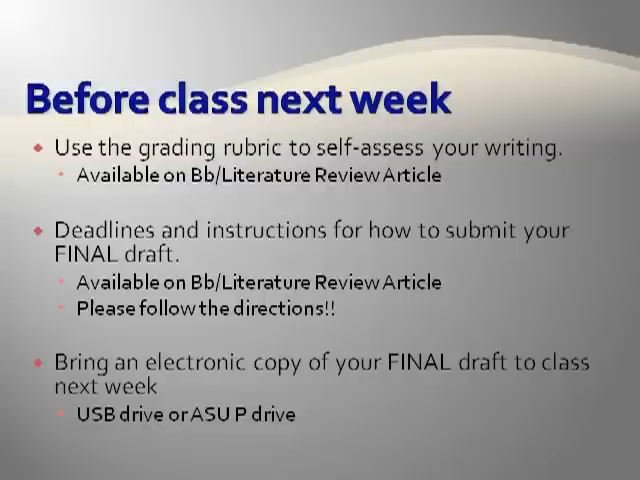 Before class next week
Use the grading rubric to self-assess your writing.
Available on Bb/Literature Review Article
Deadlines and instructions for how to submit your
FINAL draft.
Available on Bb/Literature Review Article
Please follow the directions!!
Bring an electronic copy of your FINAL draft to class
next week
USB drive or ASU P drive